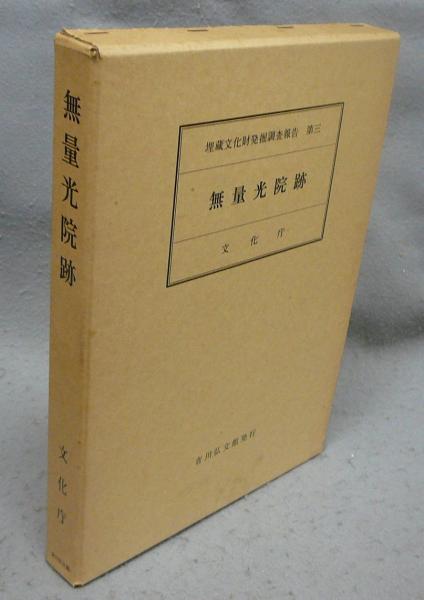 埋蔵文化財発掘調査報告 第三
無量光院跡
文化庁
吉川弘文館発行
無量光院跡
文化庁